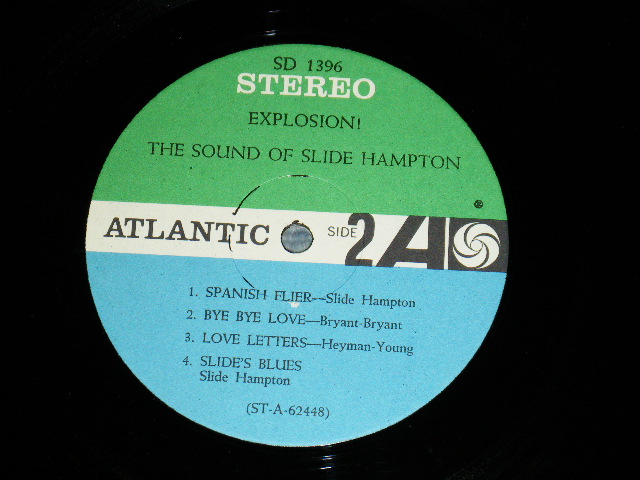 SD 1396
STEREO
EXPLOSION!
THE SOUND OF SLIDE HAMPTON
®
ATLANTIC SIDE 2 A
1. SPANISH FLIER—Slide Hampton
2. BYE BYE LOVE—Bryant-Bryant
3. LOVE LETTERS—Heyman-Young
4. SLIDE'S BLUES
Slide Hampton
(ST-A-62448)